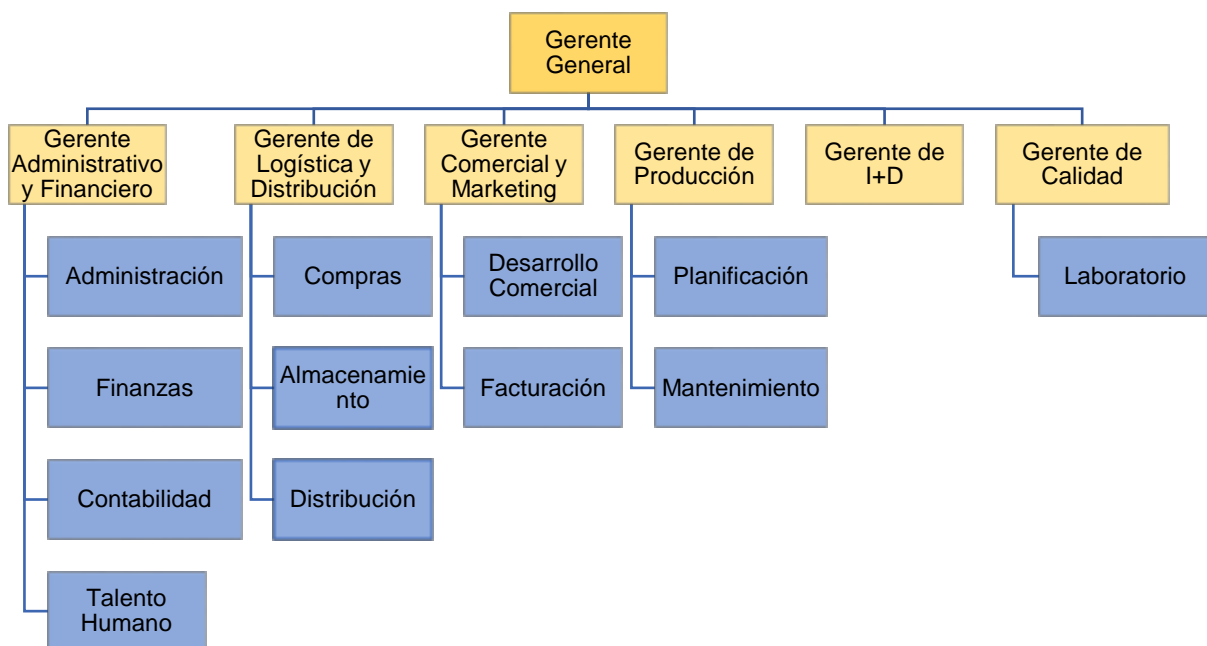 Gerente
General
Gerente
Administrativo
y Financiero
Gerente de
Logística y
Distribución
Gerente
Comercial y
Marketing
Gerente de
Producción
Gerente de
I+D
Gerente de
Calidad
Administración
Compras
Desarrollo
Comercial
Planificación
Laboratorio
Finanzas
Almacenamie
nto
Facturación
Mantenimiento
Contabilidad
Distribución
Talento
Humano